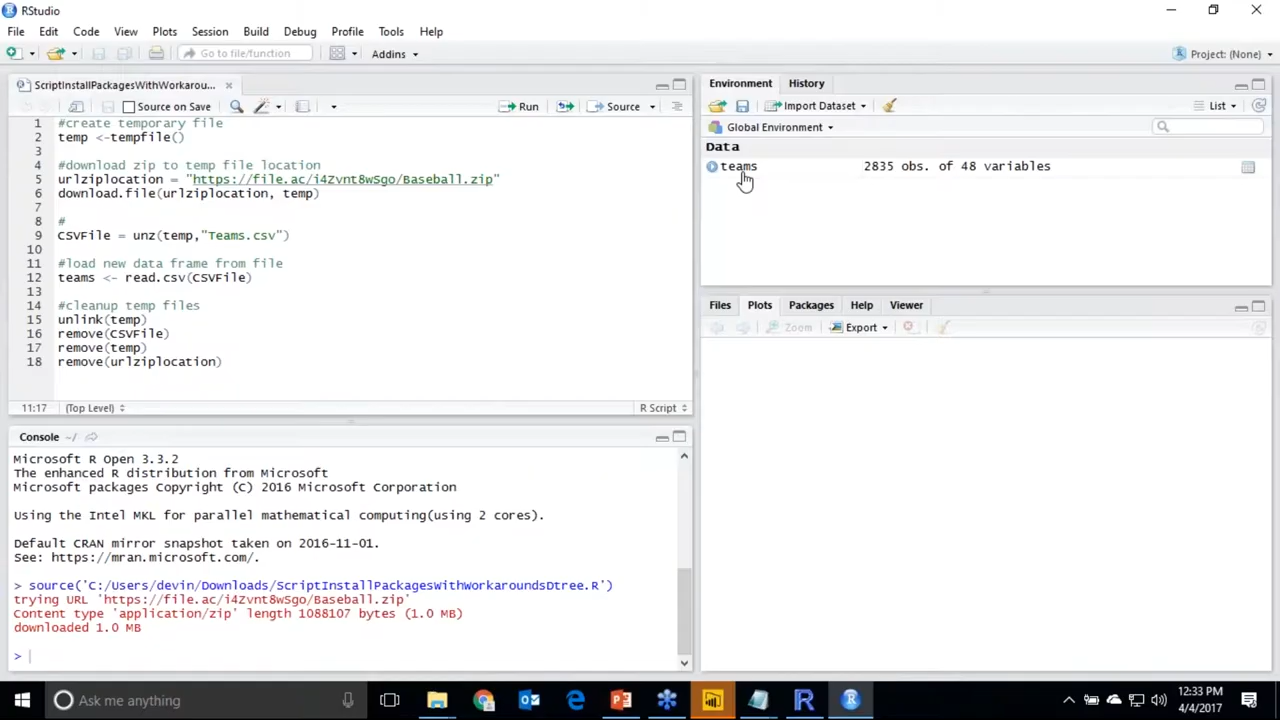 RStudio
File Edit Code View Plots Session Build Debug Profile Tools Help
Go to file/function Addins Project: (None)
ScriptInstallPackagesWithWorkarou...
Source on Save Run Source
1 #create temporary file
2 temp <-tempfile()
3
4 #download zip to temp file location
5 urlziplocation = "https://file.ac/i4Zvnt8wSgo/Baseball.zip"
6 download.file(urlziplocation, temp)
7
8 #
9 CSVFile = unz(temp,"Teams.csv")
10
11 #load new data frame from file
12 teams <- read.csv(CSVFile)
13
14 #cleanup temp files
15 unlink(temp)
16 remove(CSVFile)
17 remove(temp)
18 remove(urlziplocation)
11:17 (Top Level) R Script
Console ~/
Microsoft R Open 3.3.2
The enhanced R distribution from Microsoft
Microsoft packages Copyright (C) 2016 Microsoft Corporation
Using the Intel MKL for parallel mathematical computing(using 2 cores).
Default CRAN mirror snapshot taken on 2016-11-01.
See: https://mran.microsoft.com/.
> source('C:/Users/devin/Downloads/ScriptInstallPackagesWithWorkaroundsDtree.R')
trying URL 'https://file.ac/i4Zvnt8wSgo/Baseball.zip'
Content type 'application/zip' length 1088107 bytes (1.0 MB)
downloaded 1.0 MB
>
Environment History
Import Dataset List
Global Environment
Data
teams 2835 obs. of 48 variables
Files Plots Packages Help Viewer
Zoom Export
Ask me anything
12:33 PM
4/4/2017